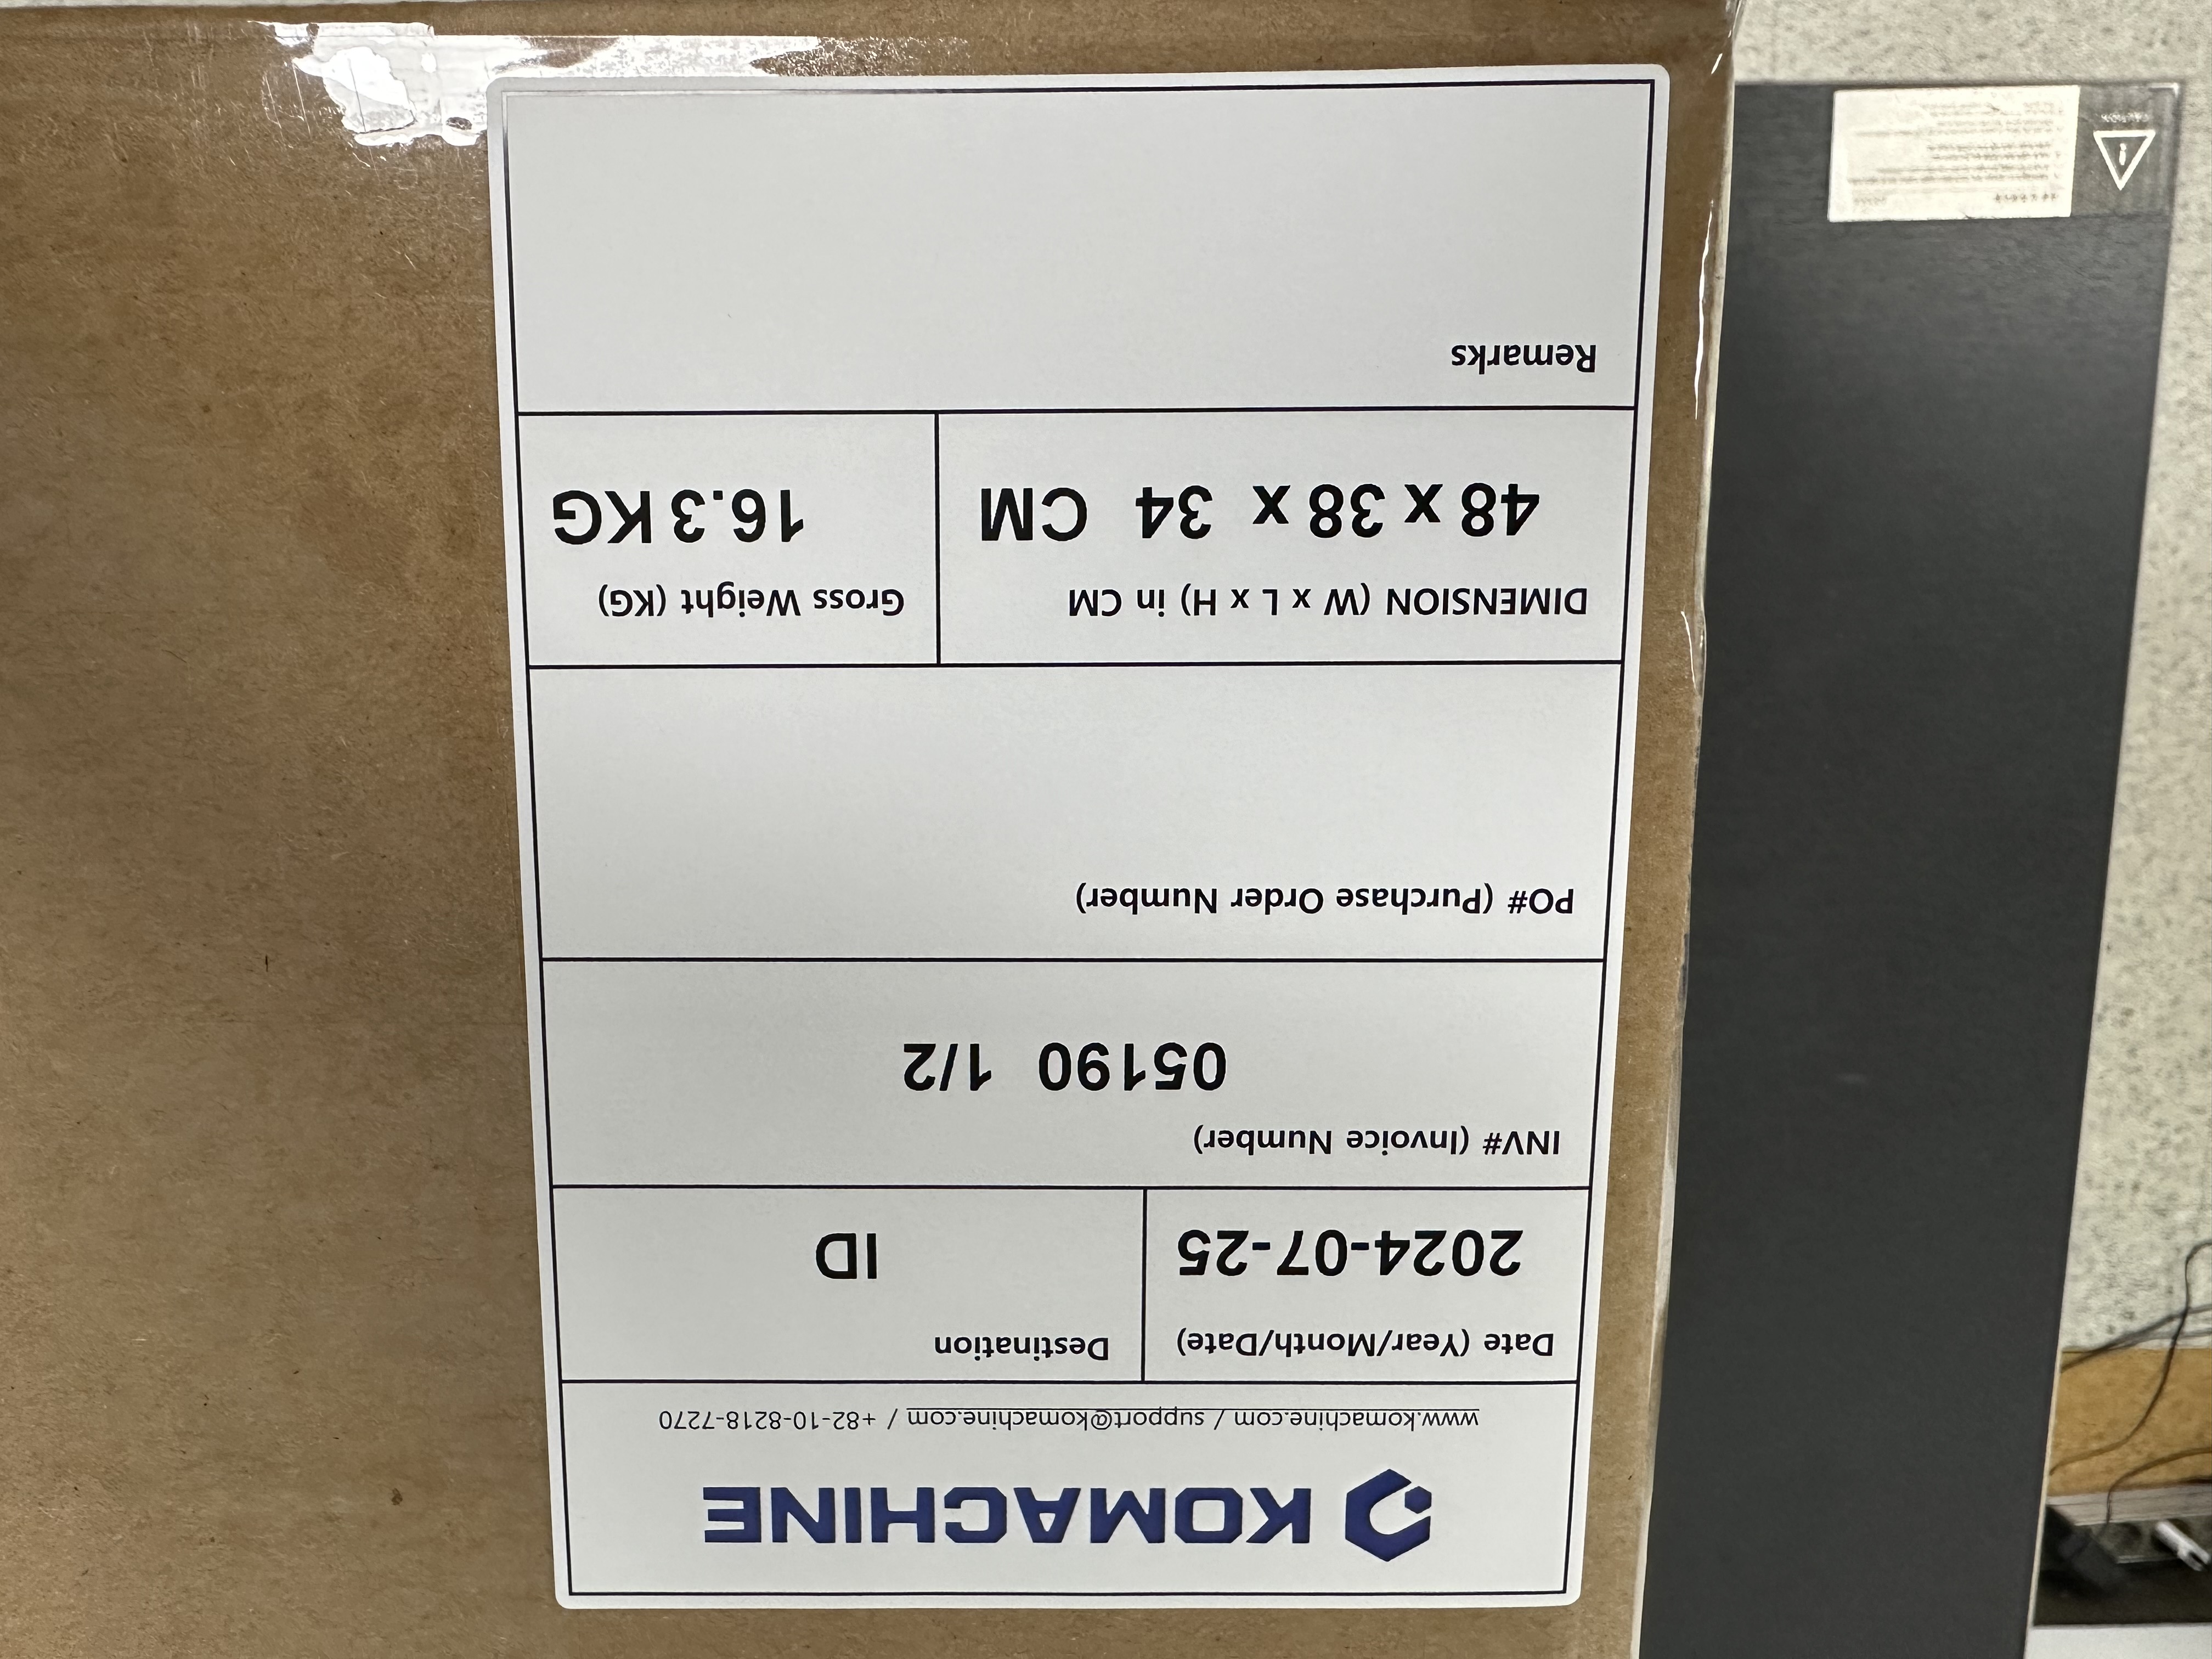 KOMACHINE
www.komachine.com / support@komachine.com / +82-10-8218-7270
Date (Year/Month/Date)
2024-07-25
Destination
ID
INV# (Invoice Number)
05190 1/2
PO# (Purchase Order Number)
DIMENSION (W x L x H) in CM
48 x 38 x 34 CM
Gross Weight (KG)
16.3 KG
Remarks